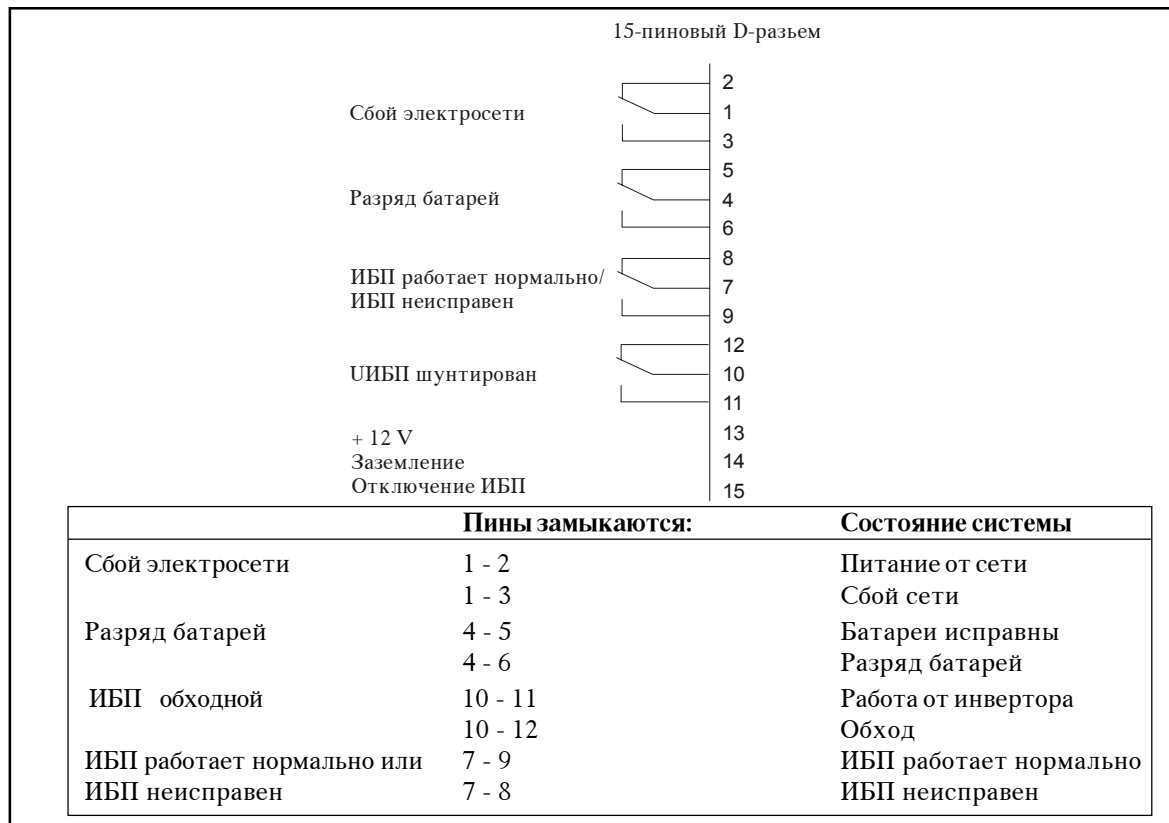 15-пиновый D-разьем
2
Сбой электросети 1
3
5
Разряд батарей 4
6
8
ИБП работает нормально/ 7
ИБП неисправен
9
12
UИБП шунтирован 10
11
+ 12 V 13
Заземление 14
Отключение ИБП 15
Пины замыкаются: Состояние системы
Сбой электросети 1 - 2 Питание от сети
1 - 3 Сбой сети
Разряд батарей 4 - 5 Батареи исправны
4 - 6 Разряд батарей
ИБП обходной 10 - 11 Работа от инвертора
10 - 12 Обход
ИБП работает нормально или 7 - 9 ИБП работает нормально
ИБП неисправен 7 - 8 ИБП неисправен